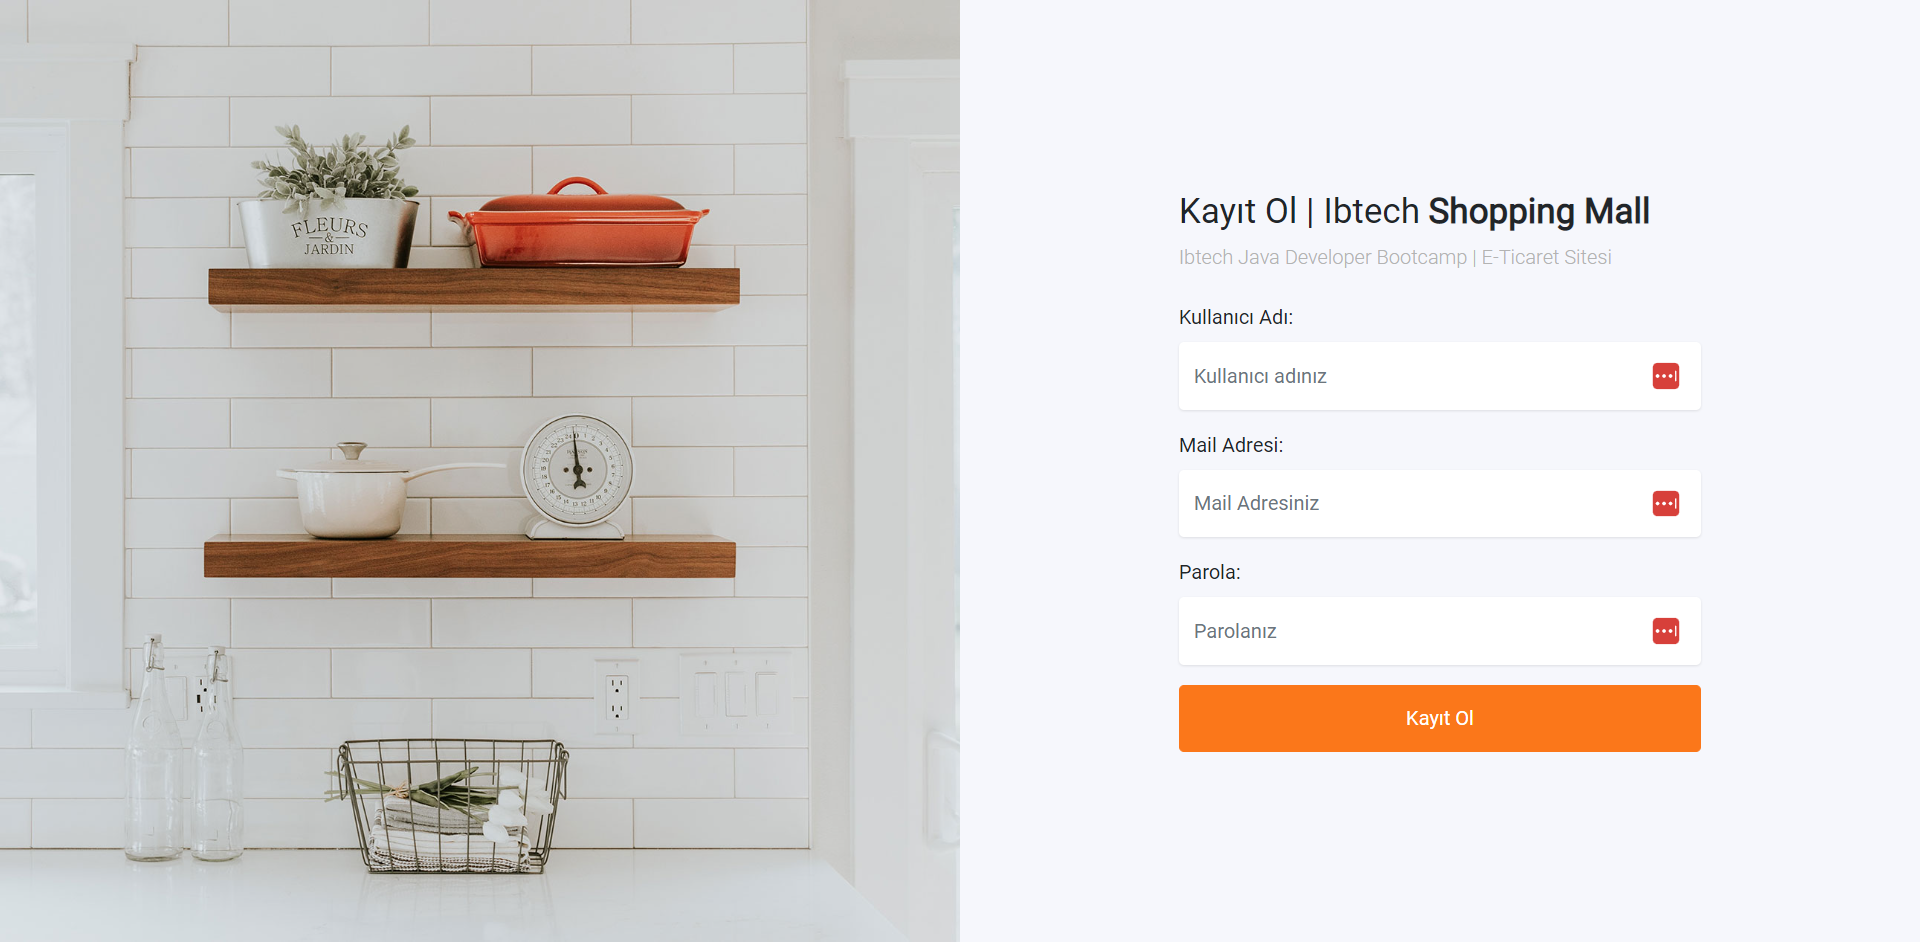 FLEURS
&
JARDIN
Kayıt Ol | Ibtech Shopping Mall
Ibtech Java Developer Bootcamp | E-Ticaret Sitesi
Kullanıcı Adı:
Kullanıcı adınız
Mail Adresi:
Mail Adresiniz
Parola:
Parolanız
Kayıt Ol